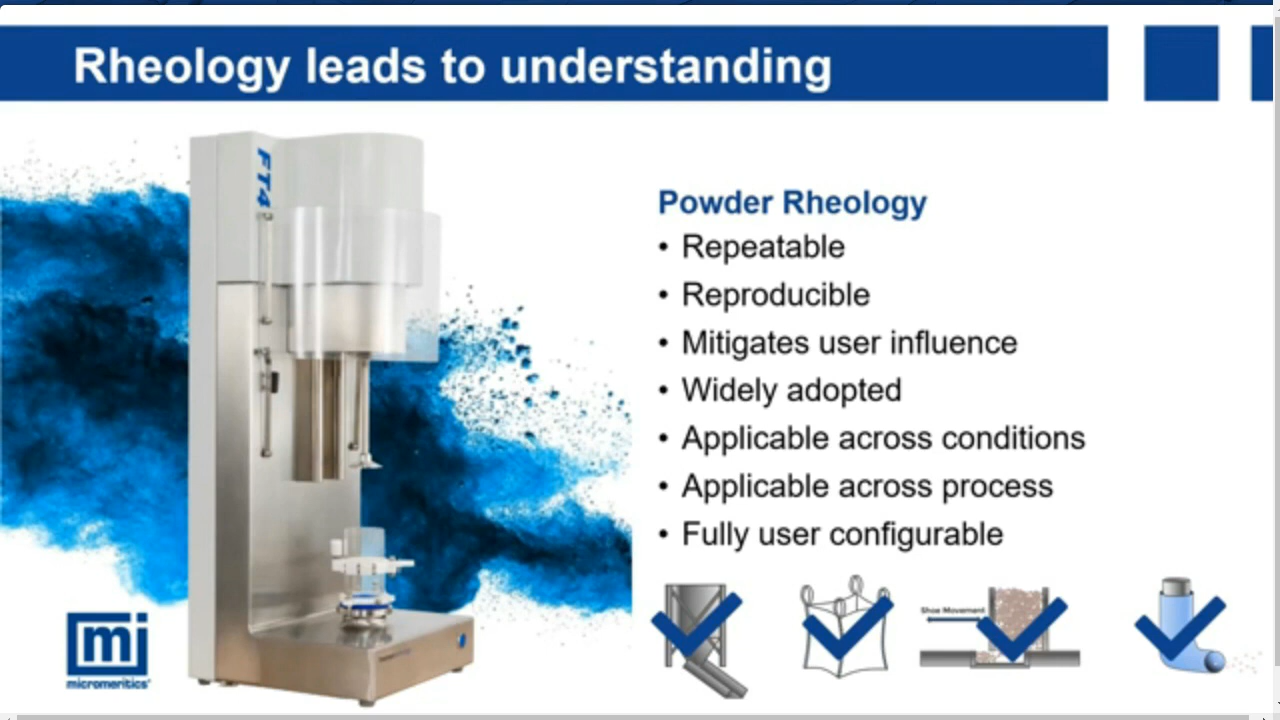 Rheology leads to understanding
FT4
Powder Rheology
• Repeatable
• Reproducible
• Mitigates user influence
• Widely adopted
• Applicable across conditions
• Applicable across process
• Fully user configurable
Shoe Movement
mi
micromeritics®